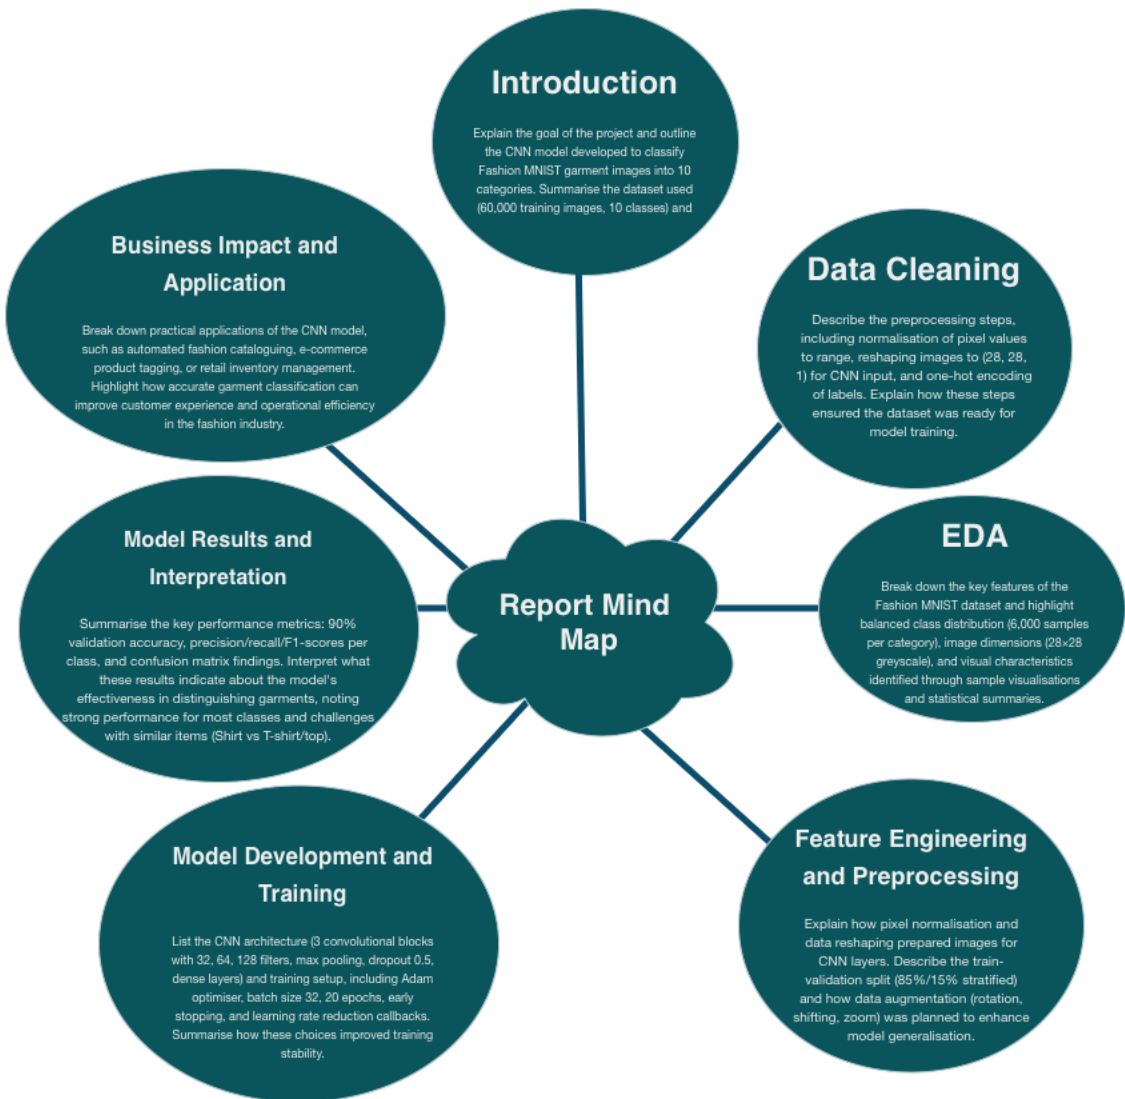 Introduction
Explain the goal of the project and outline
the CNN model developed to classify
Fashion MNIST garment images into 10
categories. Summarise the dataset used
(60,000 training images, 10 classes) and
Data Cleaning
Describe the preprocessing steps,
including normalisation of pixel values
to range, reshaping images to (28, 28,
1) for CNN input, and one-hot encoding
of labels. Explain how these steps
ensured the dataset was ready for
model training.
EDA
Break down the key features of the
Fashion MNIST dataset and highlight
balanced class distribution (6,000 samples
per category), image dimensions (28×28
greyscale), and visual characteristics
identified through sample visualisations
and statistical summaries.
Feature Engineering
and Preprocessing
Explain how pixel normalisation and
data reshaping prepared images for
CNN layers. Describe the train-
validation split (85%/15% stratified)
and how data augmentation (rotation,
shifting, zoom) was planned to enhance
model generalisation.
Model Development and
Training
List the CNN architecture (3 convolutional blocks
with 32, 64, 128 filters, max pooling, dropout 0.5,
dense layers) and training setup, including Adam
optimiser, batch size 32, 20 epochs, early
stopping, and learning rate reduction callbacks.
Summarise how these choices improved training
stability.
Model Results and
Interpretation
Summarise the key performance metrics: 90%
validation accuracy, precision/recall/F1-scores per
class, and confusion matrix findings. Interpret what
these results indicate about the model's
effectiveness in distinguishing garments, noting
strong performance for most classes and challenges
with similar items (Shirt vs T-shirt/top).
Business Impact and
Application
Break down practical applications of the CNN model,
such as automated fashion cataloguing, e-commerce
product tagging, or retail inventory management.
Highlight how accurate garment classification can
improve customer experience and operational efficiency
in the fashion industry.
Report Mind
Map